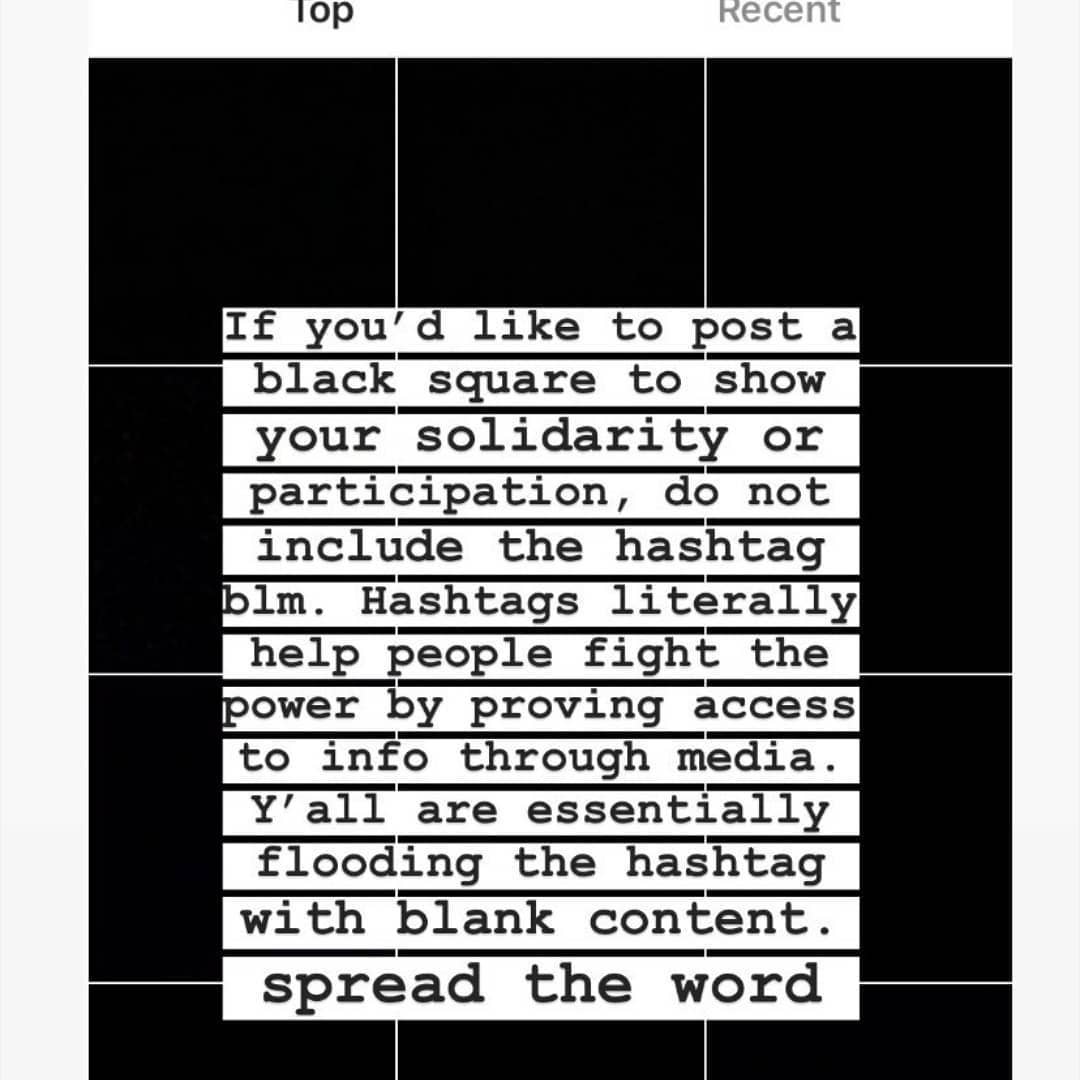 Top Recent
If you’d like to post a
black square to show
your solidarity or
participation, do not
include the hashtag
blm. Hashtags literally
help people fight the
power by proving access
to info through media.
Y’all are essentially
flooding the hashtag
with blank content.
spread the word